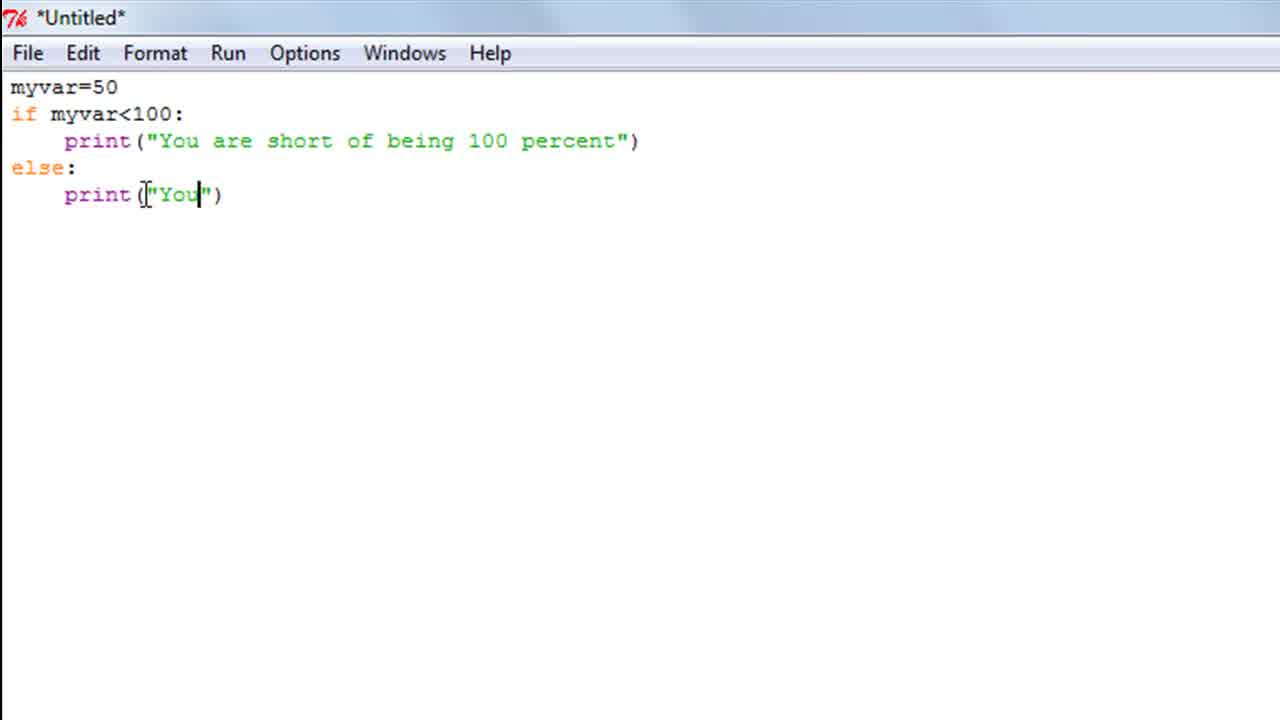 *Untitled*
File Edit Format Run Options Windows Help
myvar=50
if myvar<100:
    print("You are short of being 100 percent")
else:
    print("You")